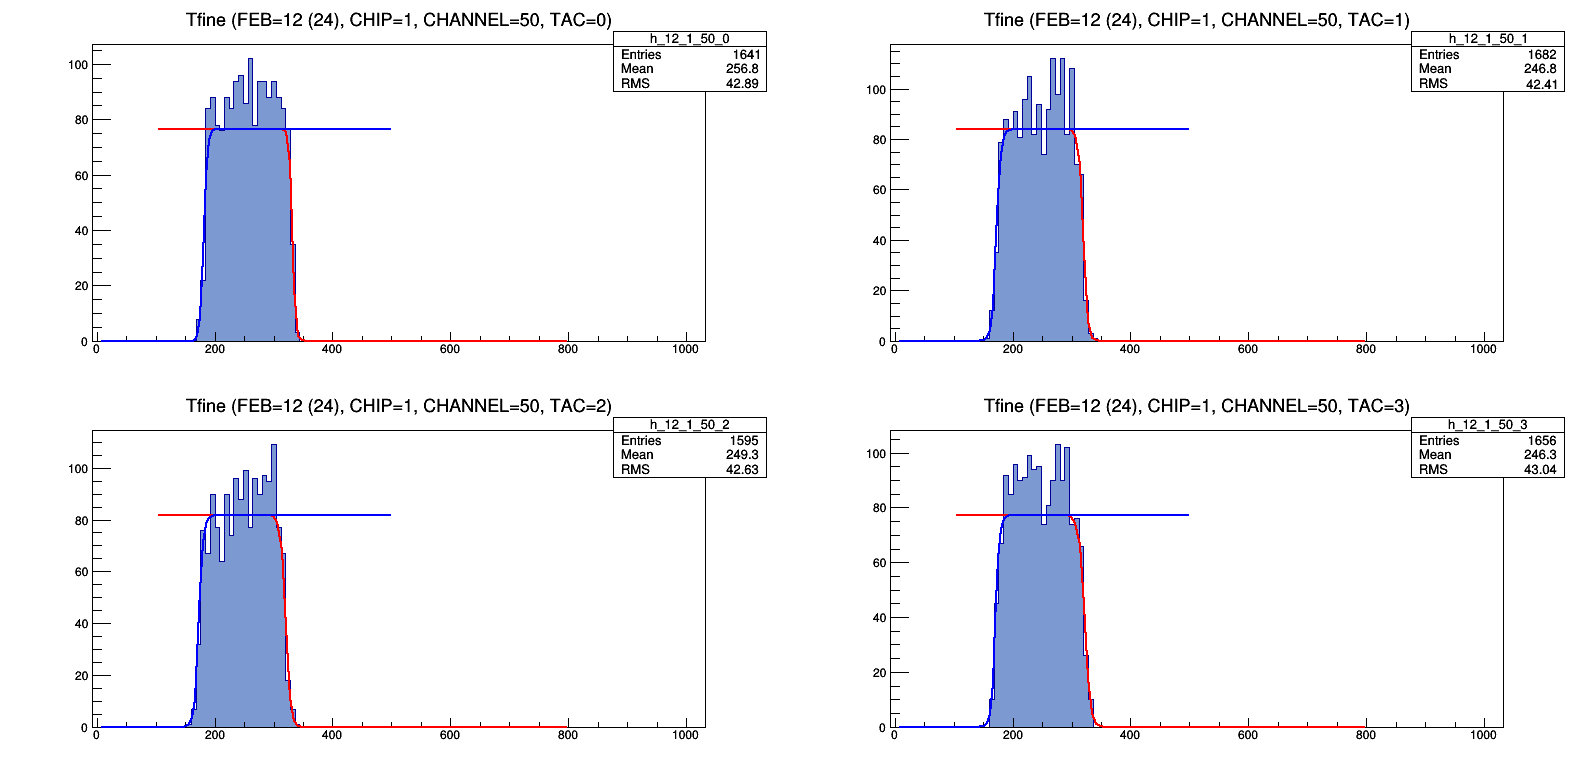 Tfine (FEB=12 (24), CHIP=1, CHANNEL=50, TAC=0)
h_12_1_50_0
Entries 1641
Mean 256.8
RMS 42.89
100
80
60
40
20
0
0 200 400 600 800 1000
Tfine (FEB=12 (24), CHIP=1, CHANNEL=50, TAC=1)
h_12_1_50_1
Entries 1682
Mean 246.8
RMS 42.41
100
80
60
40
20
0
0 200 400 600 800 1000
Tfine (FEB=12 (24), CHIP=1, CHANNEL=50, TAC=2)
h_12_1_50_2
Entries 1595
Mean 249.3
RMS 42.63
100
80
60
40
20
0
0 200 400 600 800 1000
Tfine (FEB=12 (24), CHIP=1, CHANNEL=50, TAC=3)
h_12_1_50_3
Entries 1656
Mean 246.3
RMS 43.04
100
80
60
40
20
0
0 200 400 600 800 1000